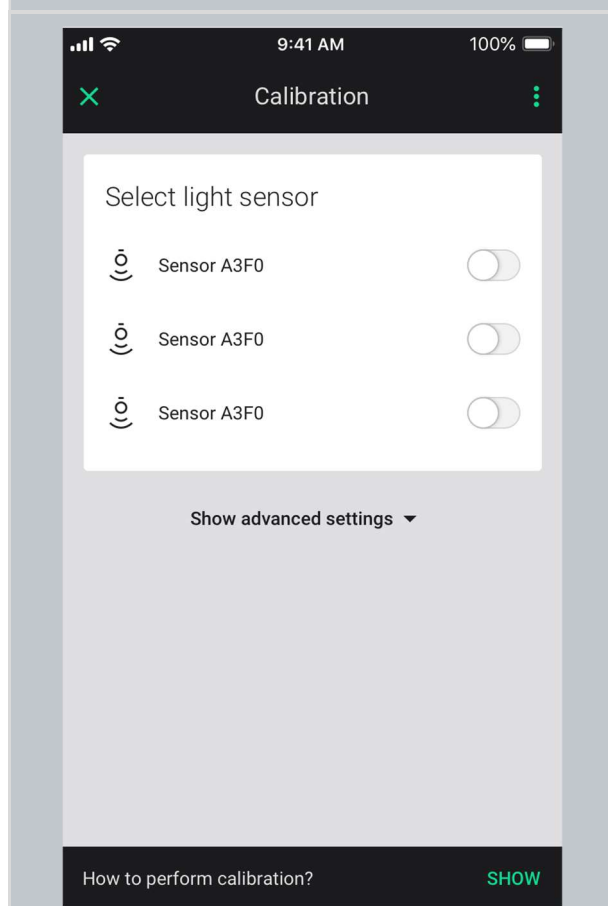 9:41 AM 100%
Calibration
Select light sensor
Sensor A3F0
Sensor A3F0
Sensor A3F0
Show advanced settings
How to perform calibration? SHOW